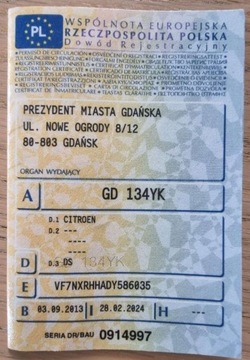 PL
WSPÓLNOTA EUROPEJSKA
RZECZPOSPOLITA POLSKA
Dowód Rejestracyjny
PREZYDENT MIASTA GDAŃSKA
UL. NOWE OGRODY 8/12
80-803 GDAŃSK
ORGAN WYDAJĄCY
A GD 134YK
D.1 CITROEN
D.2 ---
----
----
D D.3 DS 134YK
E VF7NXRHHADY586035
B 03.09.2013 I 28.02.2024 H ---
SERIA DR/BAU 0914997